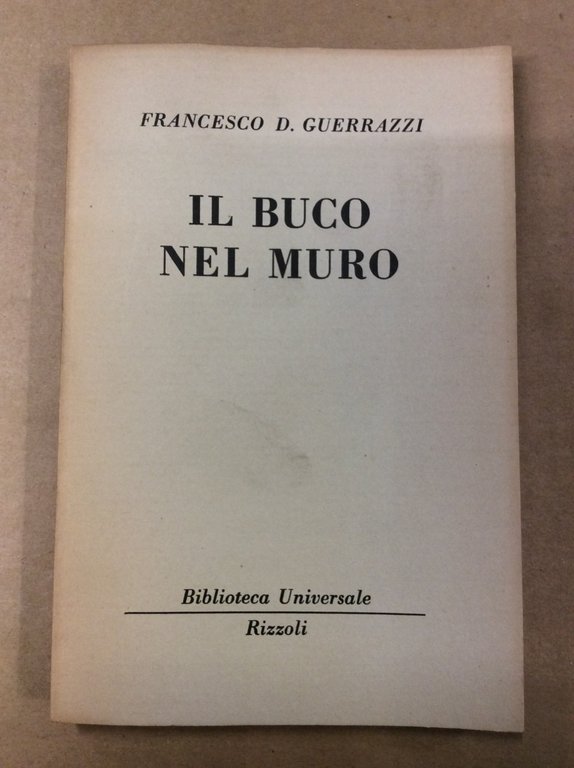 FRANCESCO D. GUERRAZZI
IL BUCO
NEL MURO
Biblioteca Universale
Rizzoli